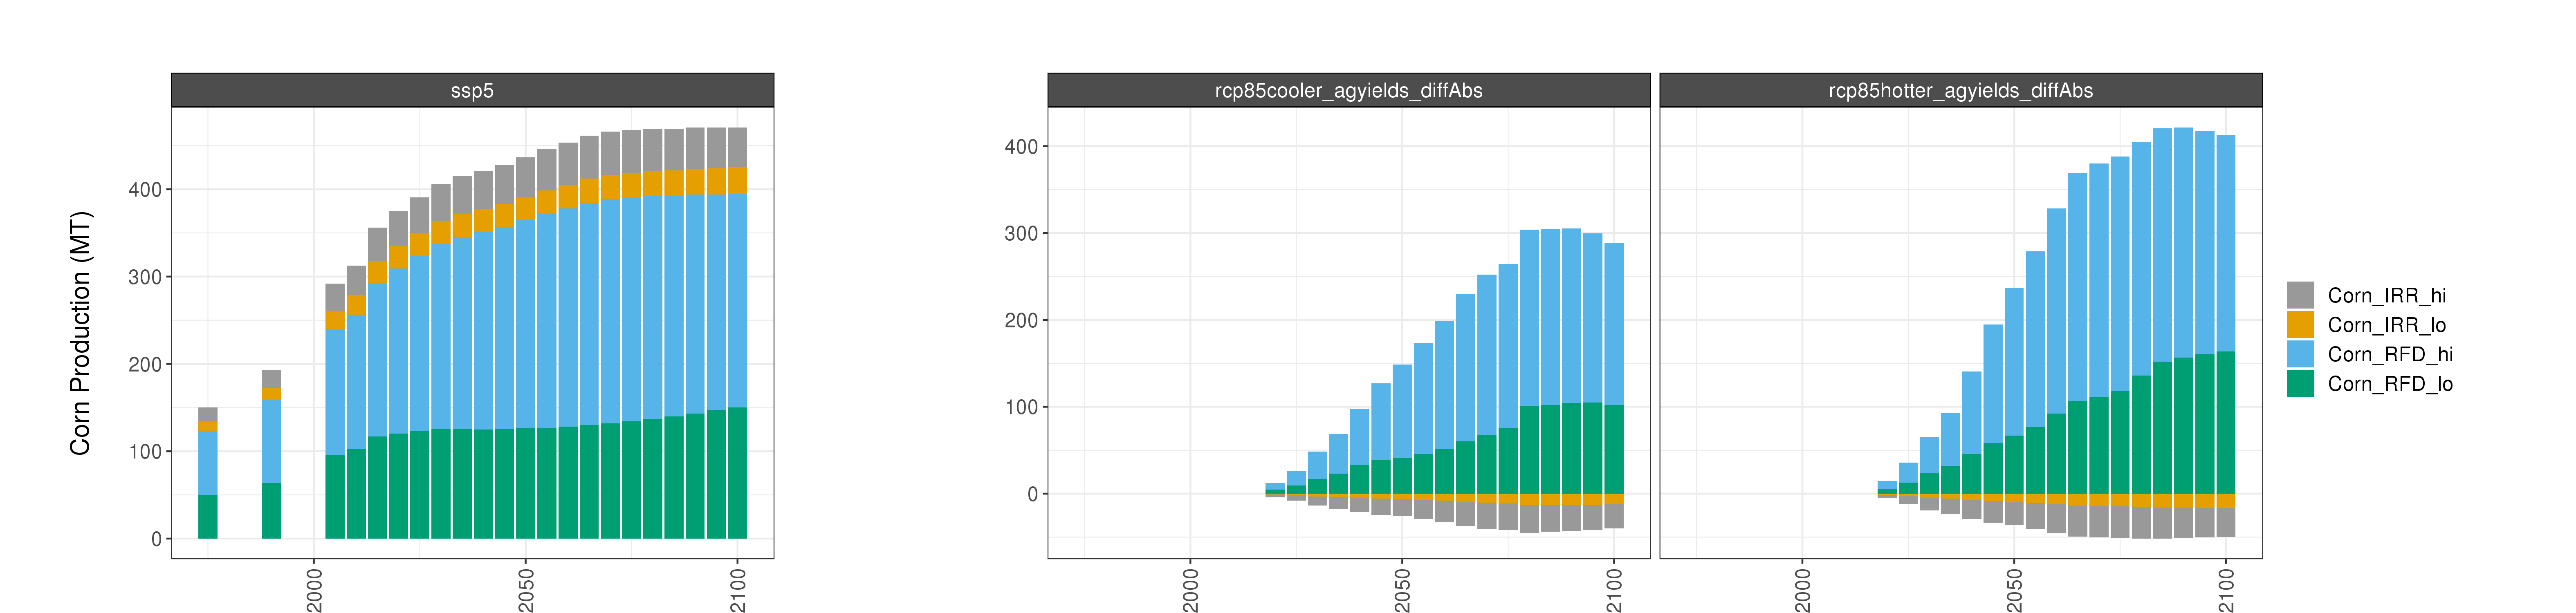 ssp5
rcp85cooler_agyields_diffAbs
rcp85hotter_agyields_diffAbs
Corn Production (MT)
400
300
200
100
0
2000
2050
2100
400
300
200
100
0
2000
2050
2100
2000
2050
2100
Corn_IRR_hi
Corn_IRR_lo
Corn_RFD_hi
Corn_RFD_lo